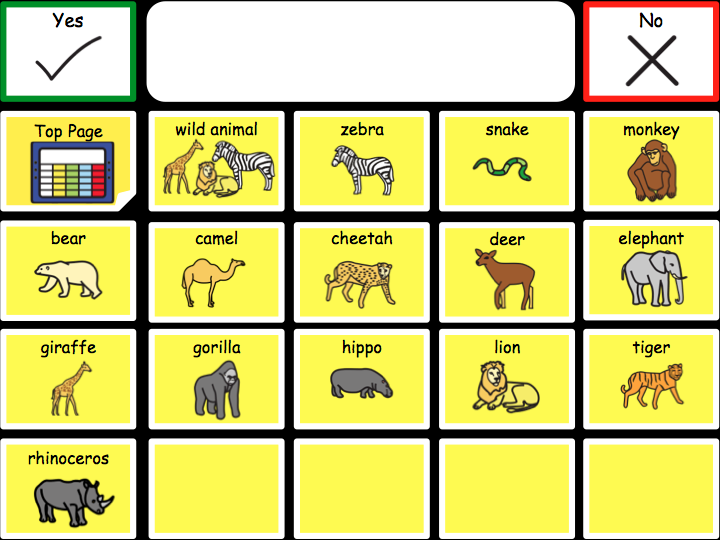 Yes
No
Top Page
wild animal
zebra
snake
monkey
bear
camel
cheetah
deer
elephant
giraffe
gorilla
hippo
lion
tiger
rhinoceros